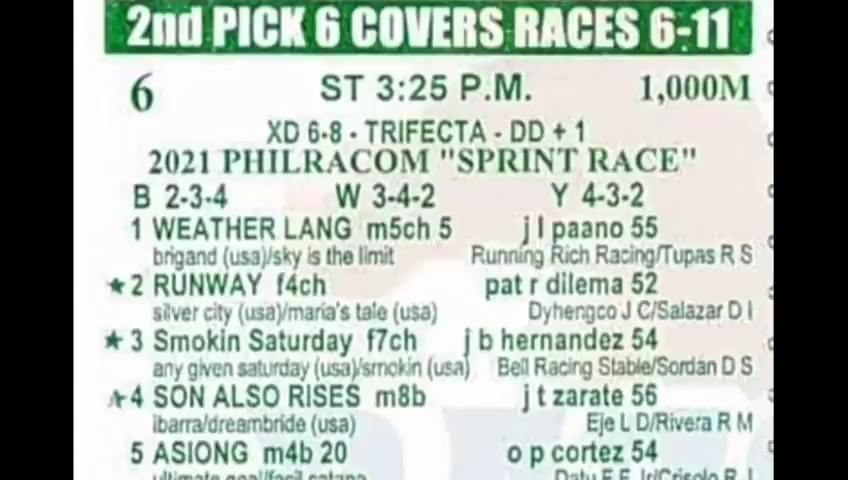 2nd PICK 6 COVERS RACES 6-11
6 ST 3:25 P.M. 1,000M
XD 6-8 - TRIFECTA - DD + 1
2021 PHILRACOM "SPRINT RACE"
B 2-3-4 W 3-4-2 Y 4-3-2
1 WEATHER LANG m5ch 5 j l paano 55
brigand (usa)/sky is the limit Running Rich Racing/Tupas R S
★2 RUNWAY f4ch pat r dilema 52
silver city (usa)/maria's tale (usa) Dyhengco J C/Salazar D I
★ 3 Smokin Saturday f7ch j b hernandez 54
any given saturday (usa)/smokin (usa) Bell Racing Stable/Sordan D S
★4 SON ALSO RISES m8b j t zarate 56
ibarra/dreambride (usa) Eje L D/Rivera R M
5 ASIONG m4b 20 o p cortez 54